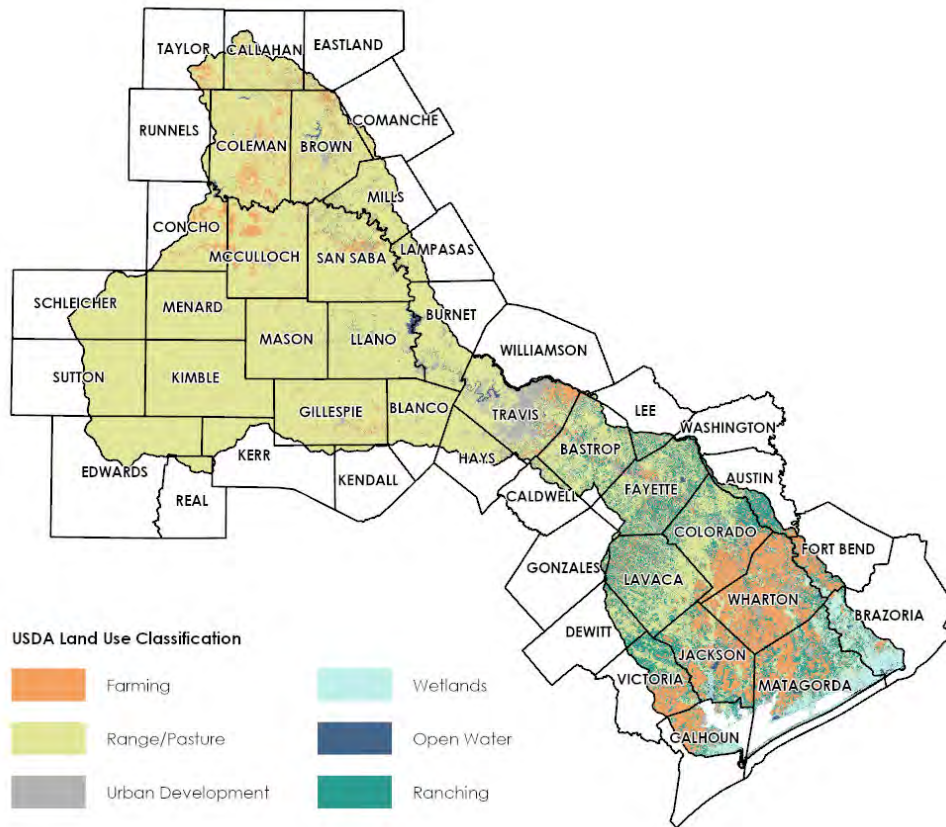 TAYLOR
CALLAHAN
EASTLAND
RUNNELS
COLEMAN
BROWN
COMANCHE
MILLS
CONCHO
MCCULLOCH
SAN SABA
LAMPASAS
SCHLEICHER
MENARD
MASON
LLANO
BURNET
WILLIAMSON
SUTTON
KIMBLE
GILLESPIE
BLANCO
TRAVIS
LEE
WASHINGTON
EDWARDS
KERR
REAL
KENDALL
HAYS
BASTROP
CALDWELL
FAYETTE
AUSTIN
COLORADO
FORT BEND
GONZALES
LAVACA
WHARTON
BRAZORIA
DEWITT
JACKSON
VICTORIA
MATAGORDA
CALHOUN
USDA Land Use Classification
Farming
Wetlands
Range/Pasture
Open Water
Urban Development
Ranching